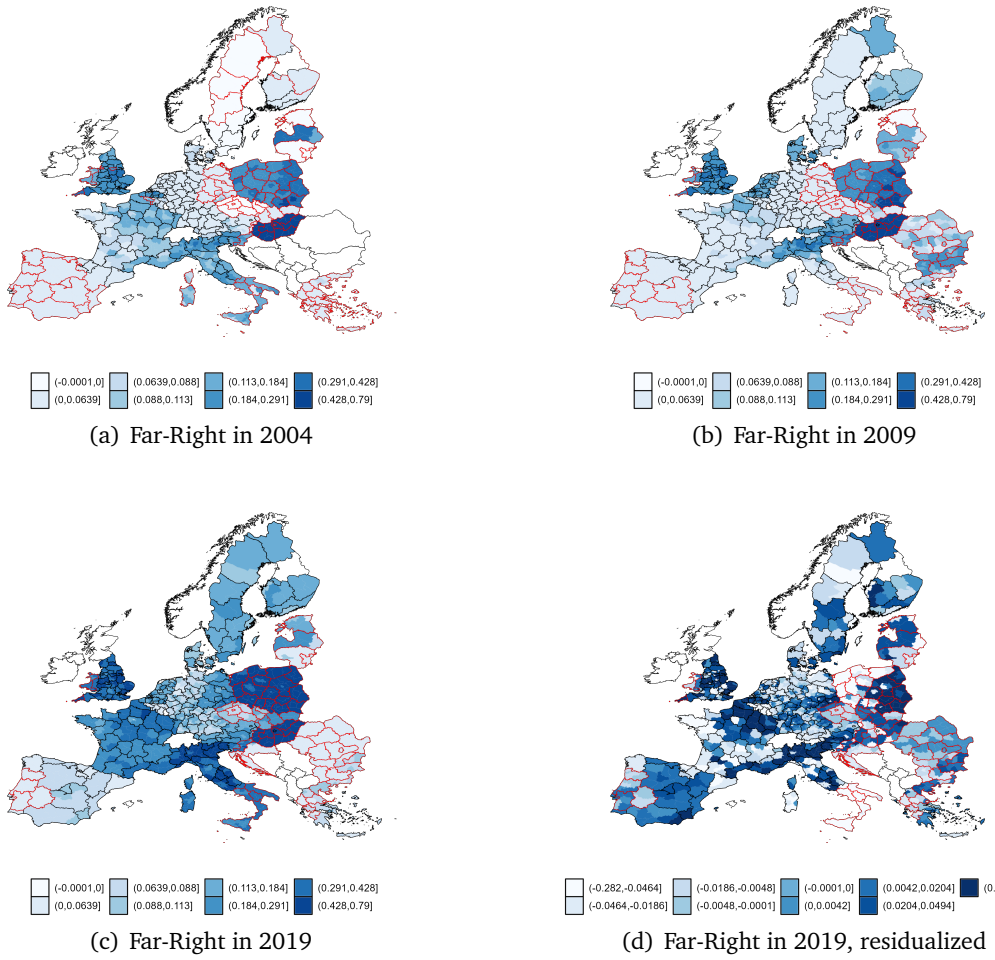 (-0.0001,0] (0.0639,0.088] (0.113,0.184] (0.291,0.428]
(0,0.0639] (0.088,0.113] (0.184,0.291] (0.428,0.79]
(a) Far-Right in 2004
(-0.0001,0] (0.0639,0.088] (0.113,0.184] (0.291,0.428]
(0,0.0639] (0.088,0.113] (0.184,0.291] (0.428,0.79]
(b) Far-Right in 2009
(-0.0001,0] (0.0639,0.088] (0.113,0.184] (0.291,0.428]
(0,0.0639] (0.088,0.113] (0.184,0.291] (0.428,0.79]
(c) Far-Right in 2019
(-0.282,-0.0464] (-0.0186,-0.0048] (-0.0001,0] (0.0042,0.0204] (0.
(-0.0464,-0.0186] (-0.0048,-0.0001] (0,0.0042] (0.0204,0.0494]
(d) Far-Right in 2019, residualized